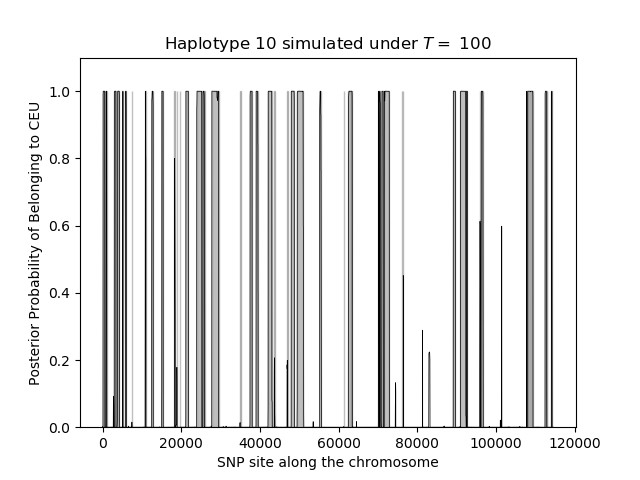 Haplotype 10 simulated under T = 100
Posterior Probability of Belonging to CEU
1.0
0.8
0.6
0.4
0.2
0.0
0 20000 40000 60000 80000 100000 120000
SNP site along the chromosome